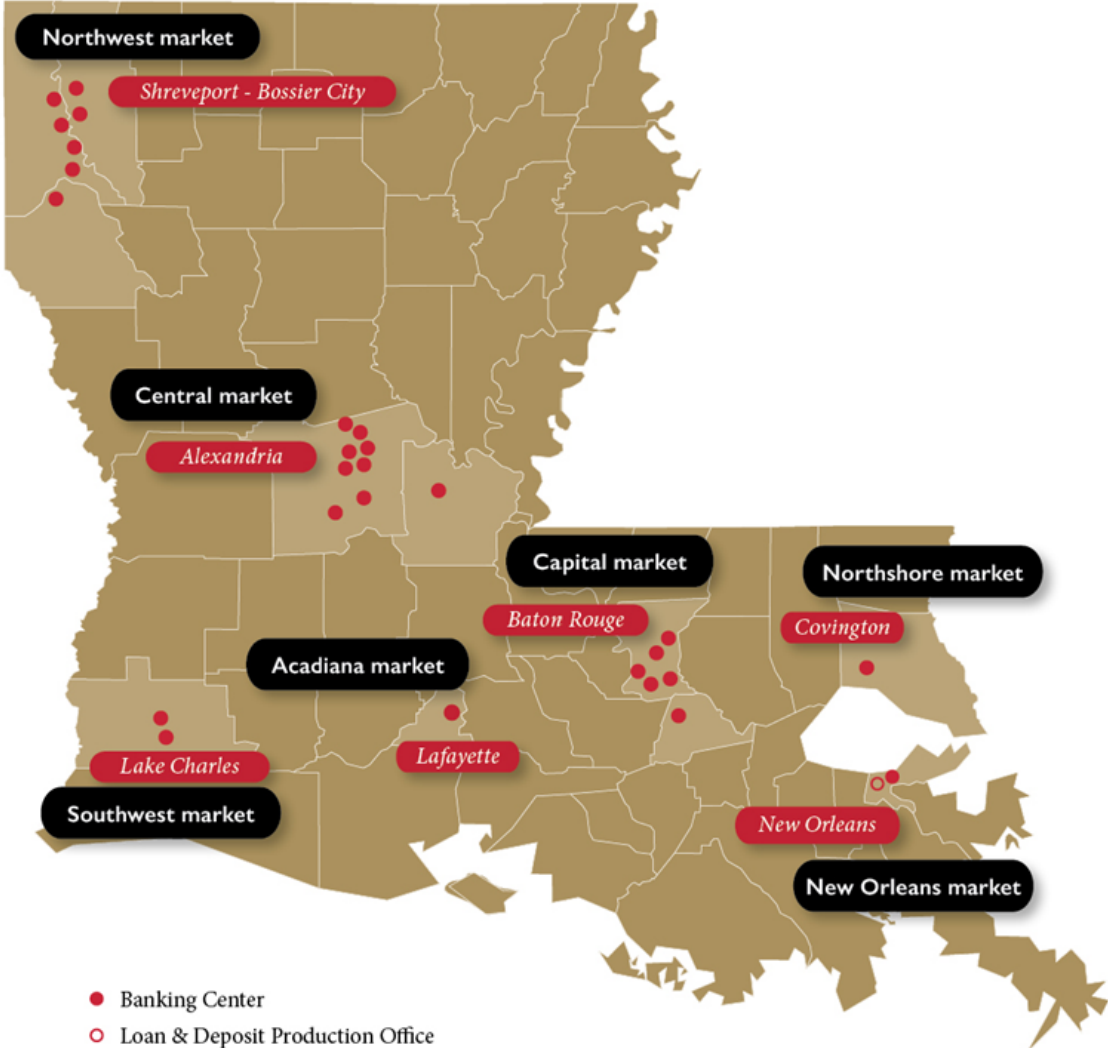 Northwest market
Shreveport - Bossier City
Central market
Alexandria
Capital market
Northshore market
Baton Rouge
Covington
Acadiana market
Lafayette
Lake Charles
Southwest market
New Orleans
New Orleans market
Banking Center
Loan & Deposit Production Office